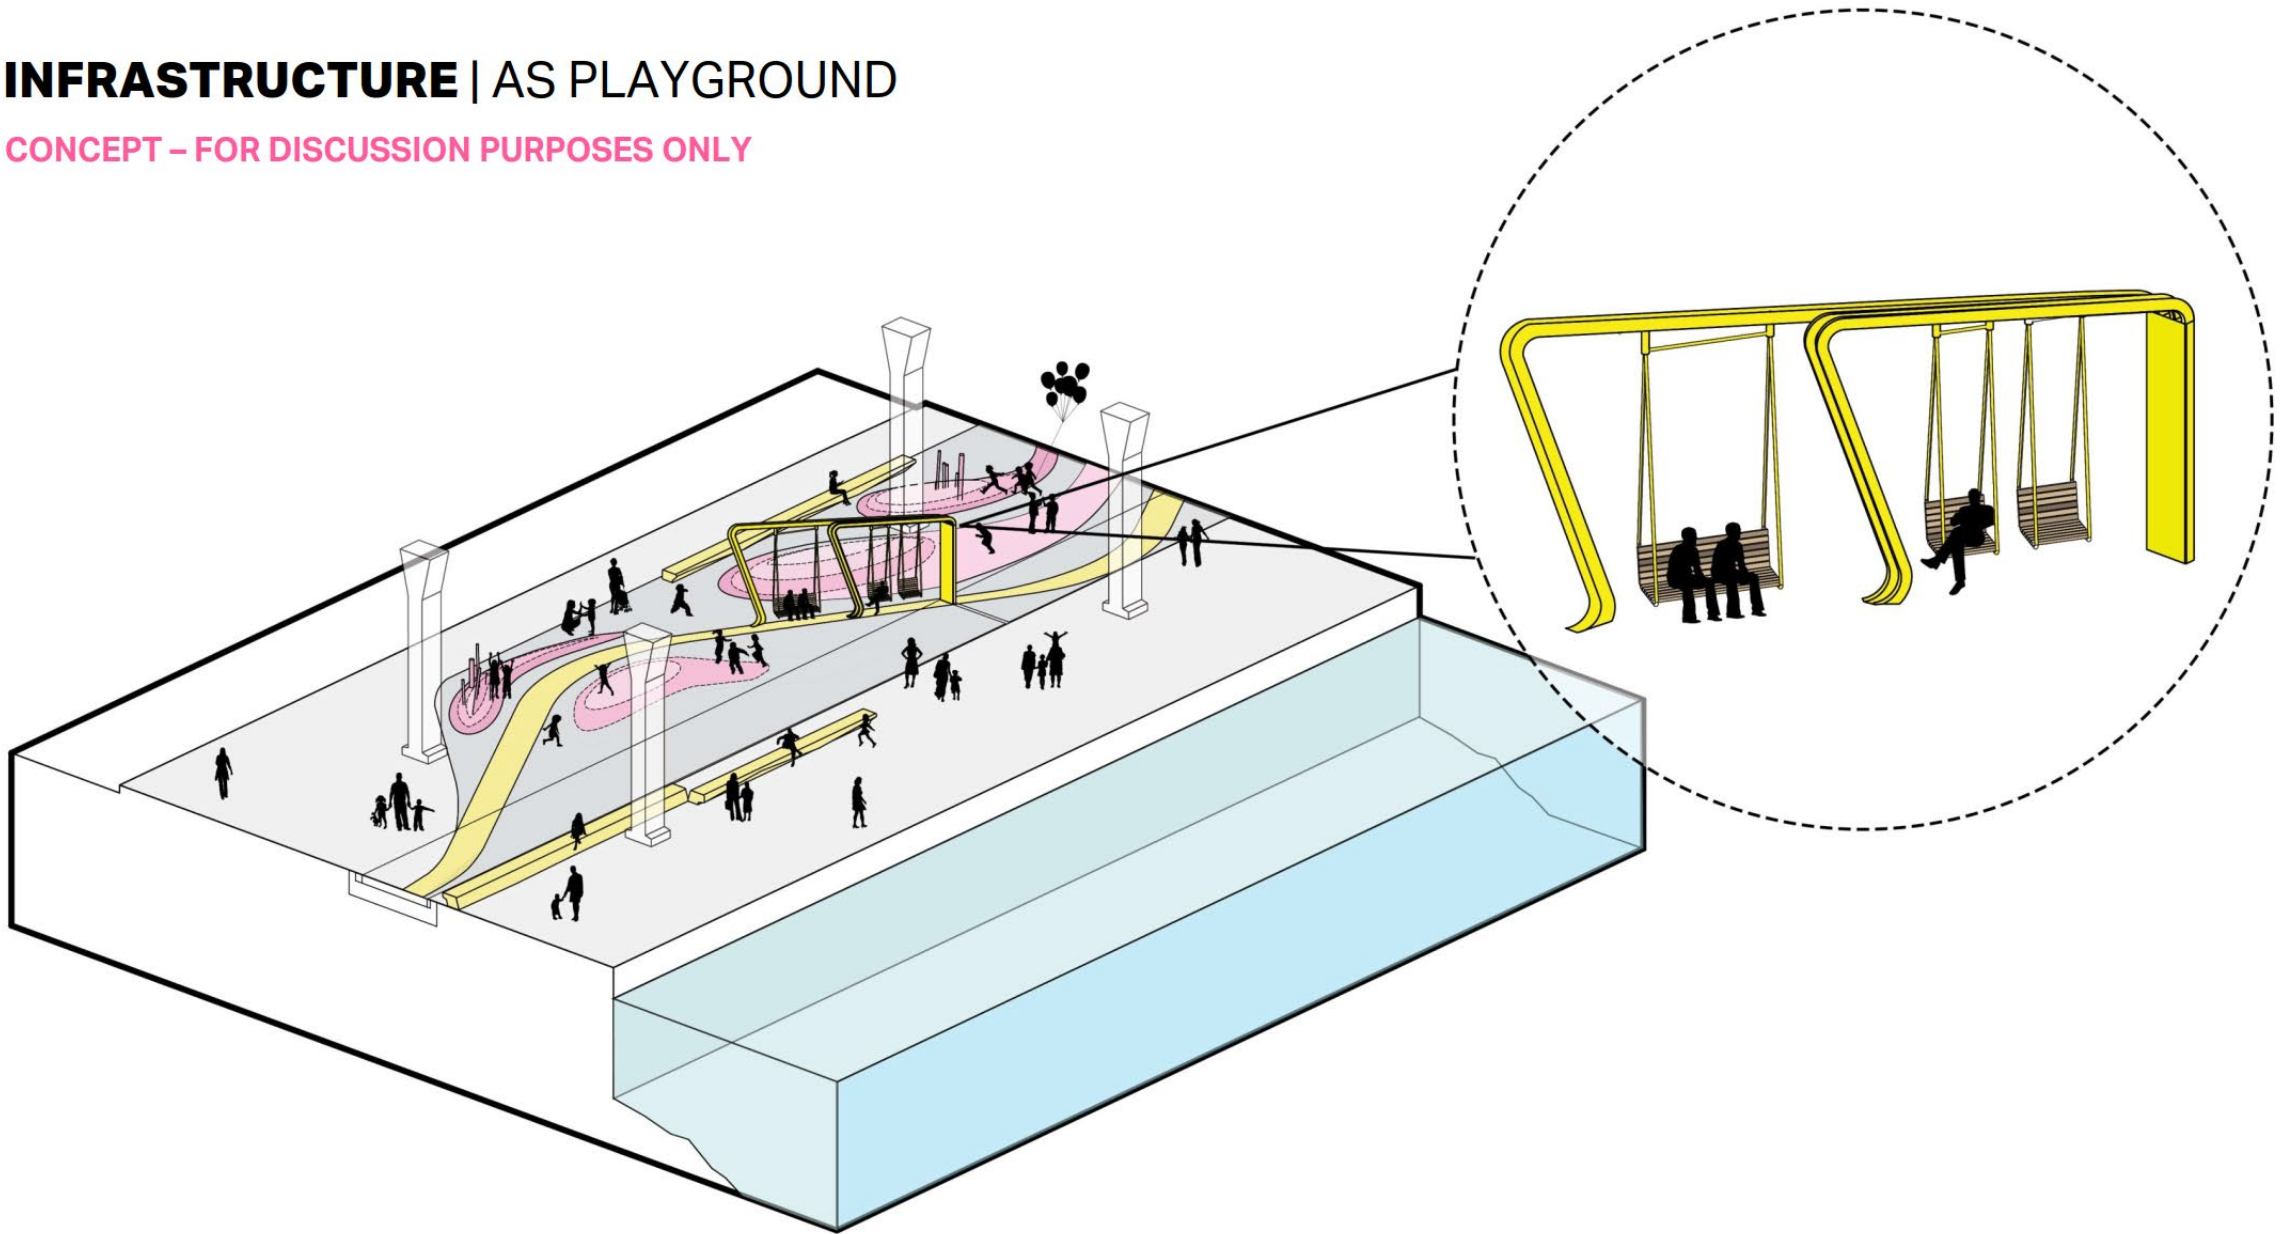 INFRASTRUCTURE | AS PLAYGROUND
CONCEPT – FOR DISCUSSION PURPOSES ONLY